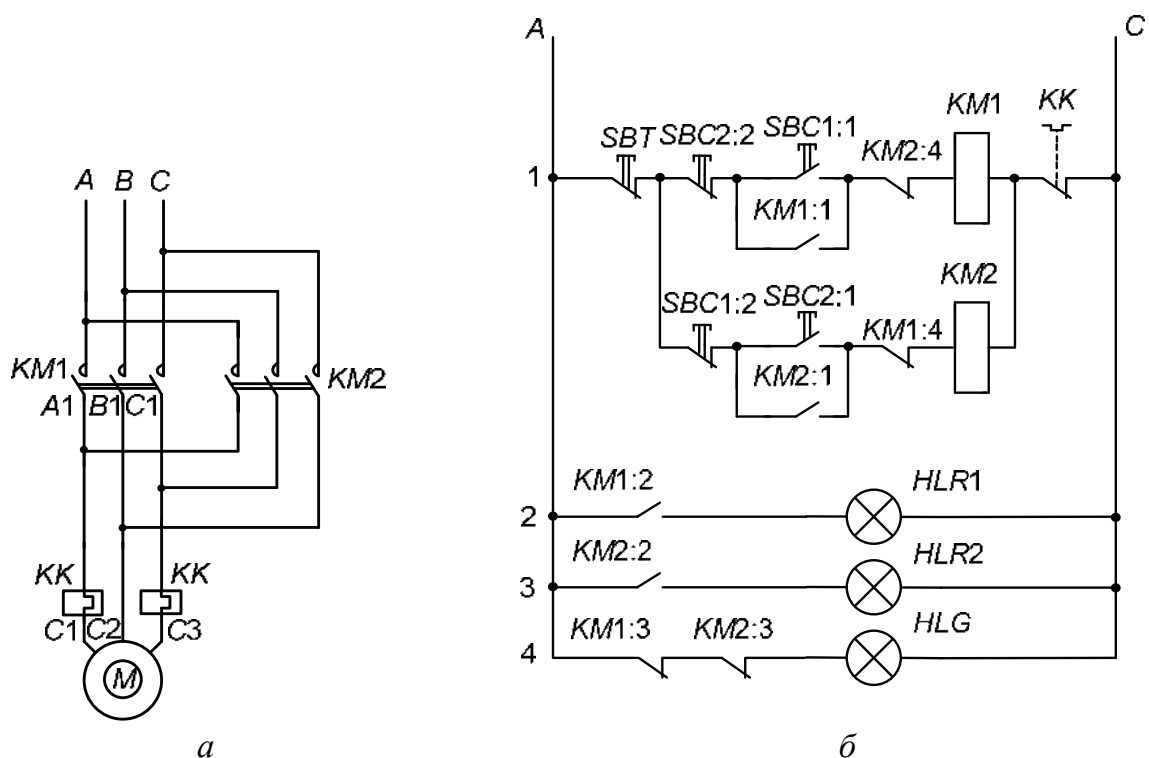 A B C
KM1
KM2
A1 B1 C1
KK
KK
C1 C2
C3
M
а
A
C
KM1
KK
SBT
SBC2:2
SBC1:1
KM2:4
1
KM1:1
KM2
SBC1:2
SBC2:1
KM1:4
KM2:1
KM1:2
HLR1
2
KM2:2
HLR2
3
KM1:3
KM2:3
HLG
4
б